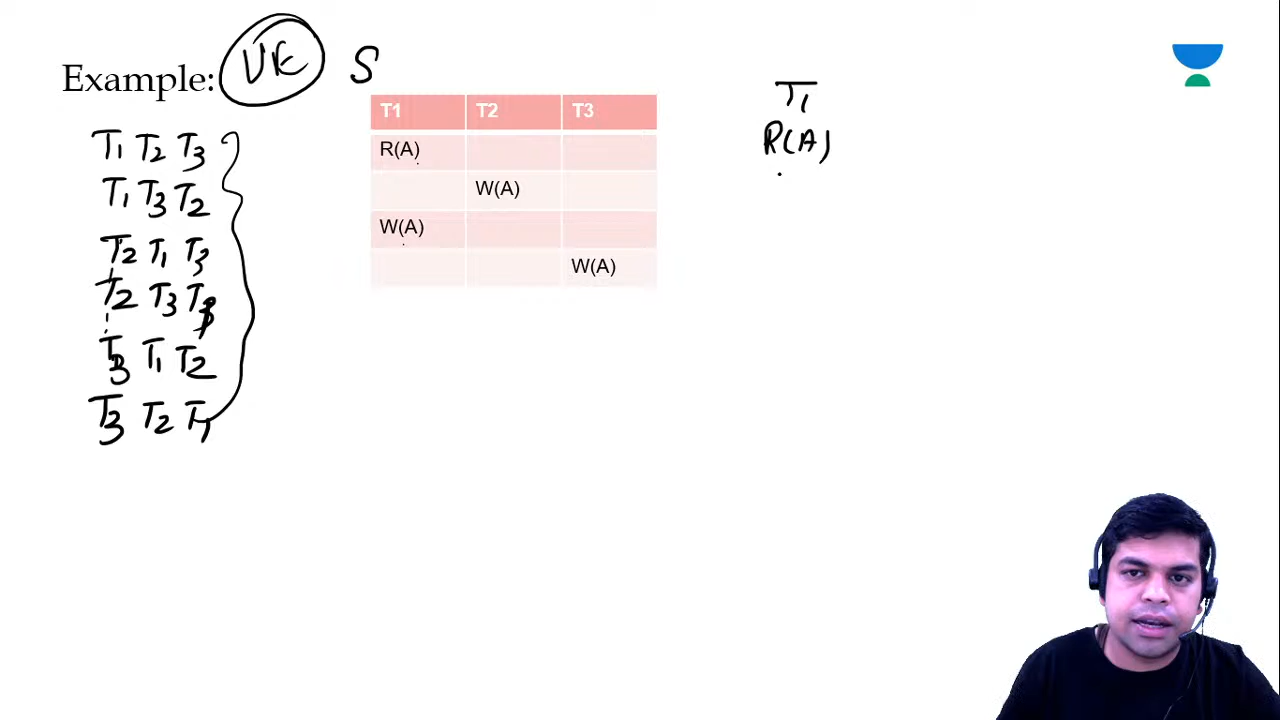 Example: VE S
T1 T2 T3
T1 T3 T2
T2 T1 T3
T2 T3
T3 T1 T2
T3 T2 T1
T1 T2 T3
R(A)
W(A)
W(A)
W(A)
T1
R(A)